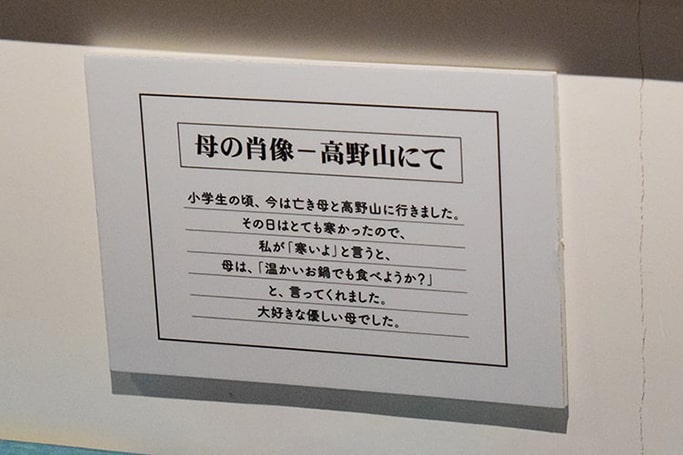 母の肖像－高野山にて
小学生の頃、今は亡き母と高野山に行きました。
その日はとても寒かったので、
私が「寒いよ」と言うと、
母は、「温かいお鍋でも食べようか？」
と、言ってくれました。
大好きな優しい母でした。